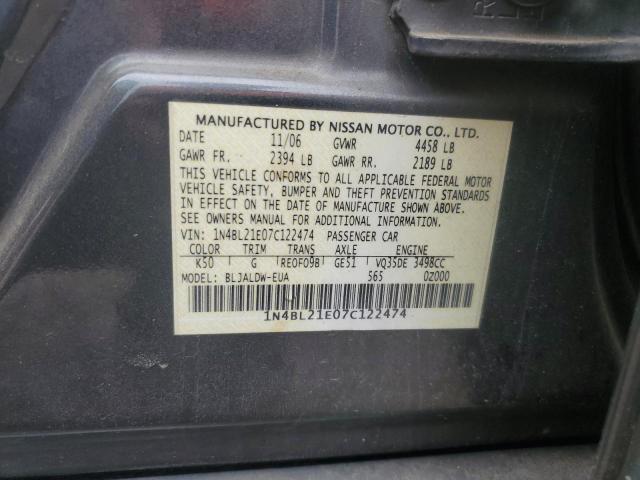 MANUFACTURED BY NISSAN MOTOR CO., LTD.
DATE 11/06 GVWR 4458 LB
GAWR FR. 2394 LB GAWR RR. 2189 LB
THIS VEHICLE CONFORMS TO ALL APPLICABLE FEDERAL MOTOR
VEHICLE SAFETY, BUMPER AND THEFT PREVENTION STANDARDS
IN EFFECT ON THE DATE OF MANUFACTURE SHOWN ABOVE.
SEE OWNERS MANUAL FOR ADDITIONAL INFORMATION.
VIN: 1N4BL21E07C122474 PASSENGER CAR
COLOR TRIM TRANS AXLE ENGINE
K50 G RE0F09B GE51 VQ35DE 3498CC
MODEL: BLJALDW-EUA 565 0Z000
1N4BL21E07C122474